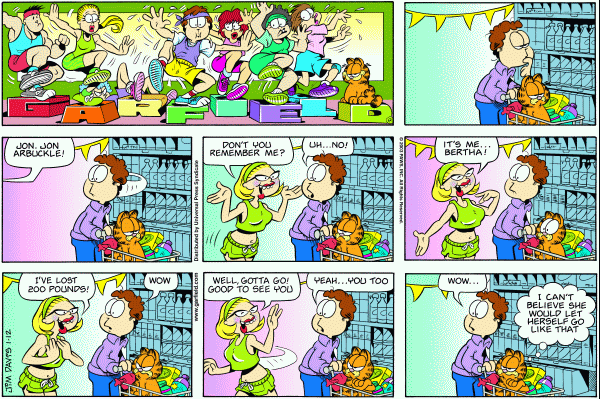 GARFIELD
JON. JON
ARBUCKLE!
Distributed by Universal Press Syndicate
DON'T YOU
REMEMBER ME?
UH...NO!
© 2003 PAWS, INC. All Rights Reserved.
IT'S ME...
BERTHA!
JIM DAVIS 1-12
I'VE LOST
200 POUNDS!
WOW
www.garfield.com
WELL, GOTTA GO!
GOOD TO SEE YOU
YEAH...YOU TOO
WOW...
I CAN'T
BELIEVE SHE
WOULD LET
HERSELF GO
LIKE THAT